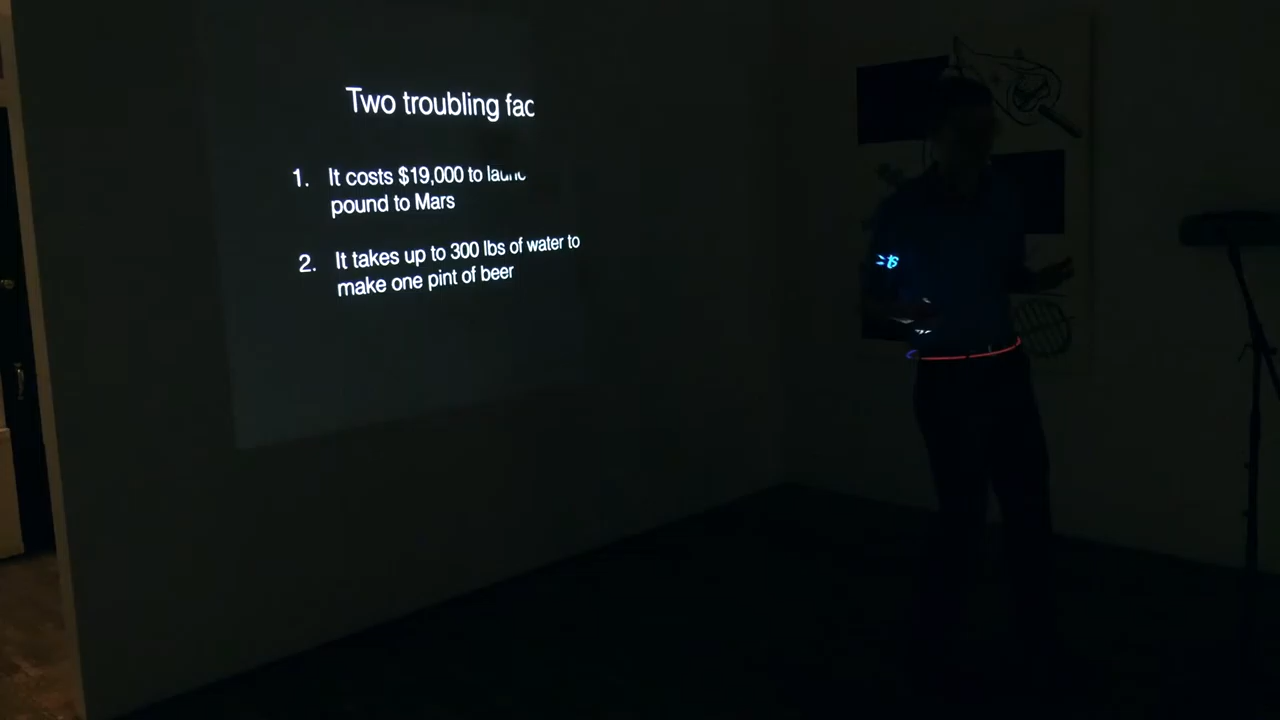 Two troubling fac
1. It costs $19,000 to
pound to Mars
2. It takes up to 300 lbs of water to
make one pint of beer